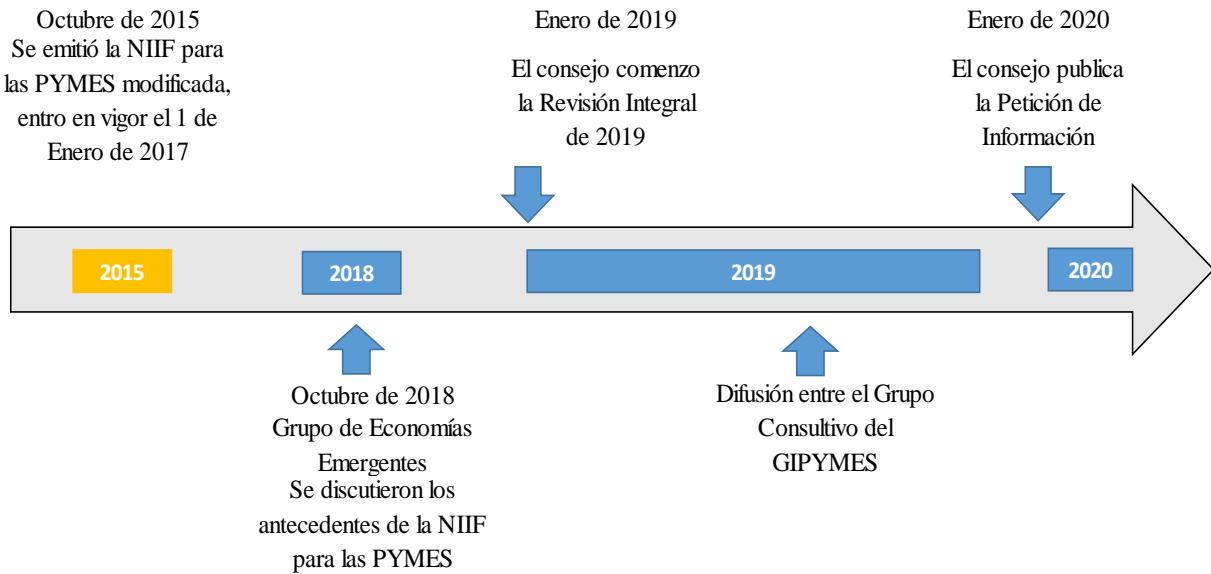 Octubre de 2015
Se emitió la NIIF para
las PYMES modificada,
entro en vigor el 1 de
Enero de 2017
Enero de 2019
El consejo comenzo
la Revisión Integral
de 2019
Enero de 2020
El consejo publica
la Petición de
Información
2015
2018
2019
2020
Octubre de 2018
Grupo de Economías
Emergentes
Se discutieron los
antecedentes de la NIIF
para las PYMES
Difusión entre el Grupo
Consultivo del
GIPYMES